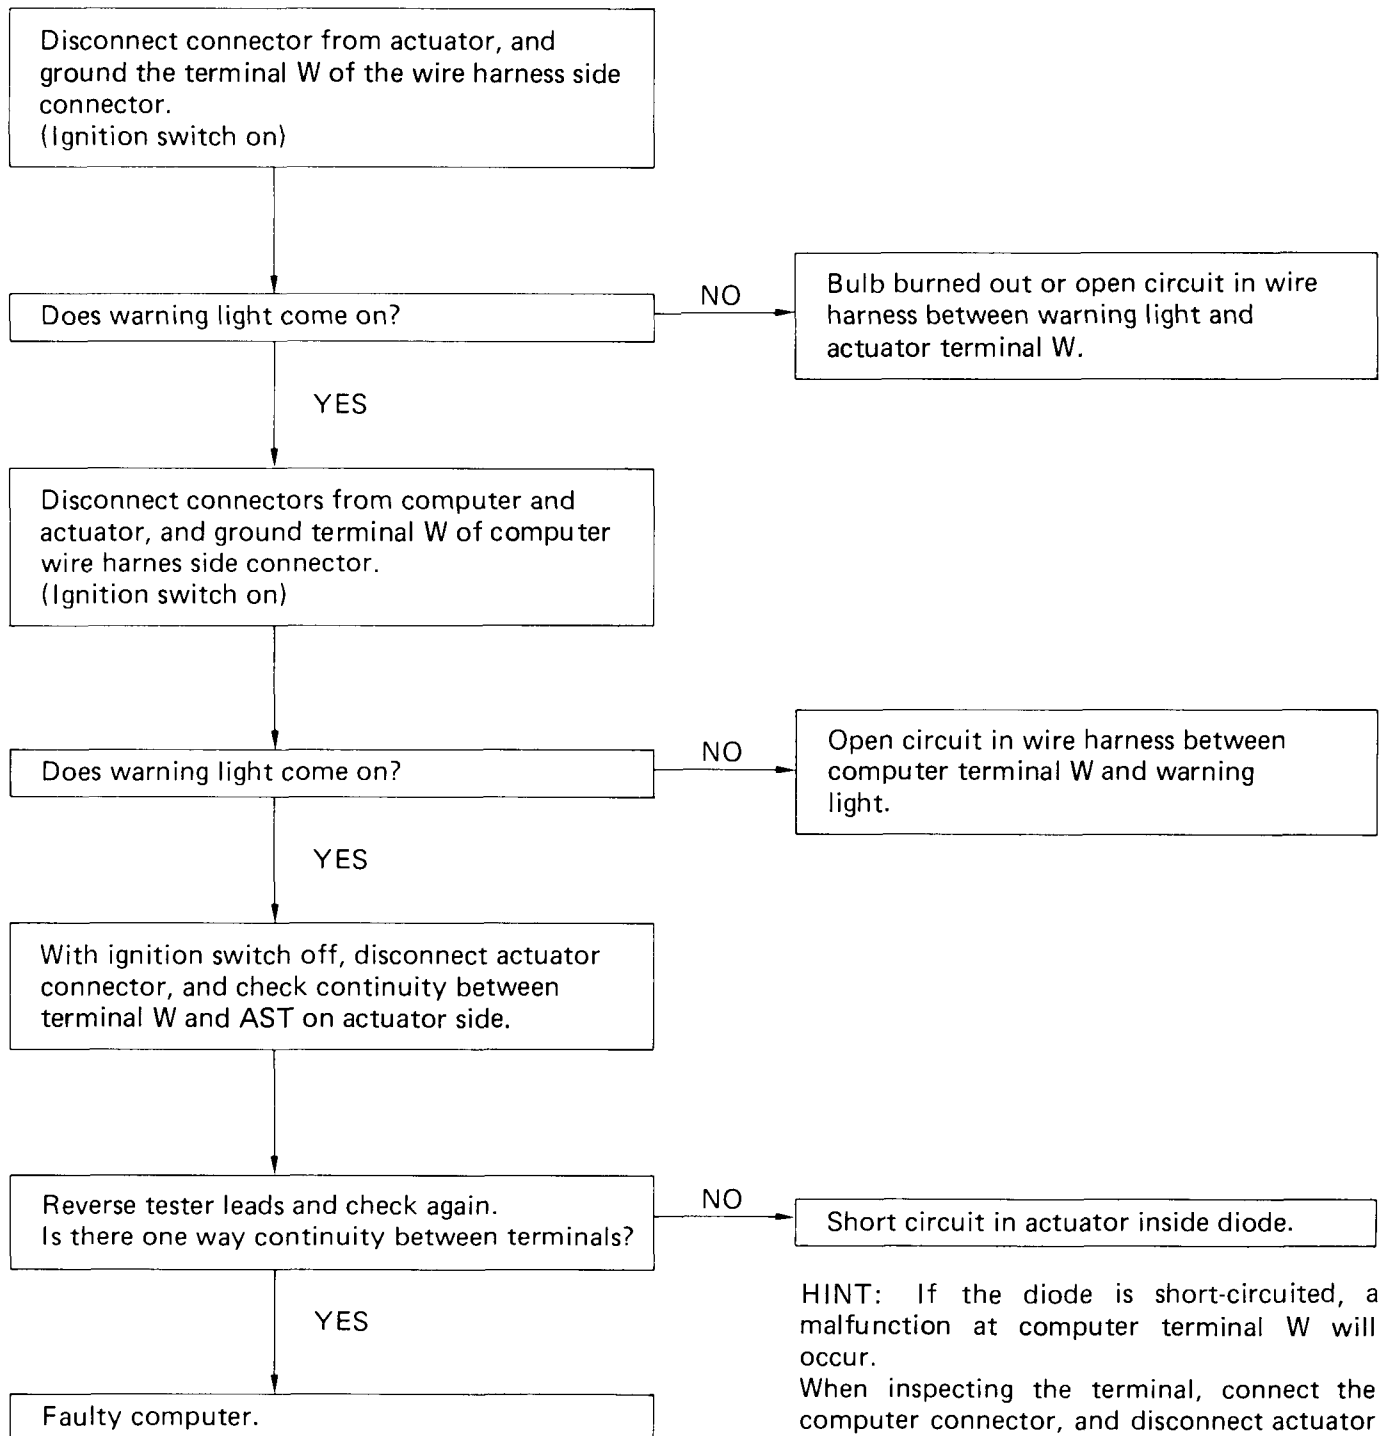 Disconnect connector from actuator, and
ground the terminal W of the wire harness side
connector.
(Ignition switch on)
Does warning light come on?
NO
Bulb burned out or open circuit in wire
harness between warning light and
actuator terminal W.
YES
Disconnect connectors from computer and
actuator, and ground terminal W of computer
wire harnes side connector.
(Ignition switch on)
Does warning light come on?
NO
Open circuit in wire harness between
computer terminal W and warning
light.
YES
With ignition switch off, disconnect actuator
connector, and check continuity between
terminal W and AST on actuator side.
Reverse tester leads and check again.
Is there one way continuity between terminals?
NO
Short circuit in actuator inside diode.
YES
HINT: If the diode is short-circuited, a
malfunction at computer terminal W will
occur.
When inspecting the terminal, connect the
computer connector, and disconnect actuator
Faulty computer.